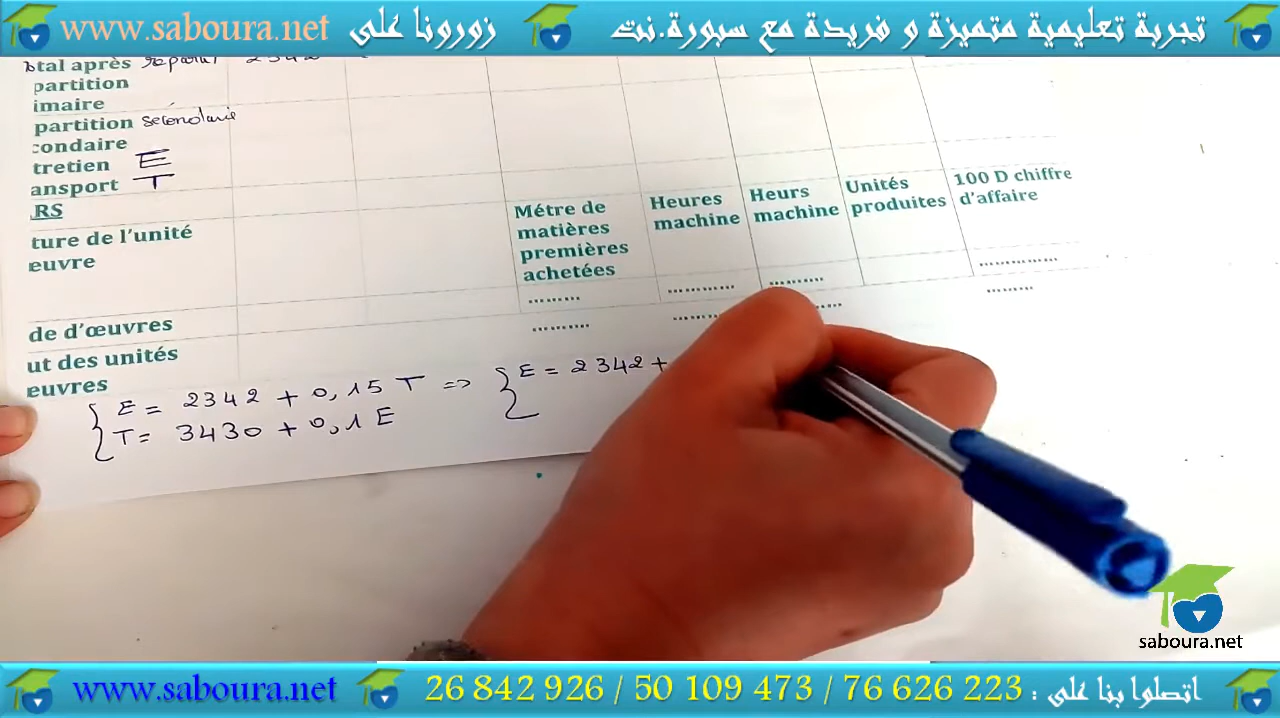 www.saboura.net زورونا على تجربة تعليمية متميزة و فريدة مع سبورة.نت
tal après
partition
imaire
partition secondaire
condaire
tretien E
ansport T
RS
ture de l'unité
euvre
Métre de matières premières achetées
Heures machine
Heurs machine
Unités produites
100 D chiffre d'affaire
.......... ............. ........... ................
de d'œuvres
.......... ..........
ut des unités
euvres
E = 2342 + 0,15 T => E = 2342 +
T = 3430 + 0,1 E
saboura.net
www.saboura.net 26 842 926 / 50 109 473 / 76 626 223 : اتصلوا بنا على